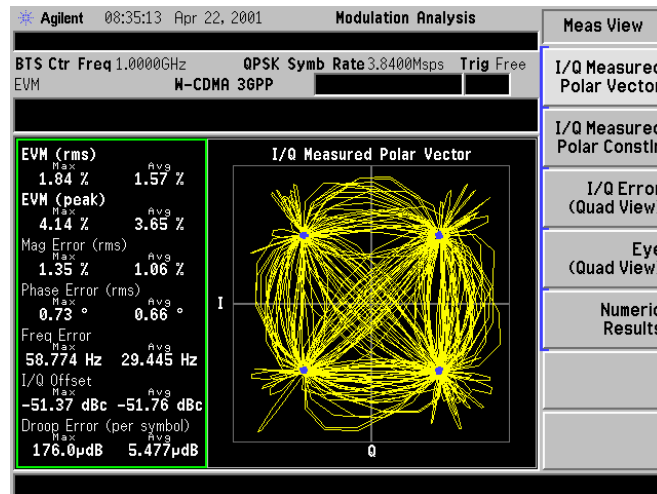 Agilent 08:35:13 Apr 22, 2001 Modulation Analysis
Meas View
BTS Ctr Freq 1.0000GHz QPSK Symb Rate 3.8400Msps Trig Free
EVM W-CDMA 3GPP
I/Q Measured
Polar Vector
I/Q Measured
Polar Constln
I/Q Error
(Quad View)
Eye
(Quad View)
Numeric
Results
EVM (rms)
Max Avg
1.84 % 1.57 %
EVM (peak)
Max Avg
4.14 % 3.65 %
Mag Error (rms)
Max Avg
1.35 % 1.06 %
Phase Error (rms)
Max Avg
0.73 ° 0.66 °
Freq Error
Max Avg
58.774 Hz 29.445 Hz
I/Q Offset
Max Avg
-51.37 dBc -51.76 dBc
Droop Error (per symbol)
Max Avg
176.0µdB 5.477µdB
I/Q Measured Polar Vector
I
Q